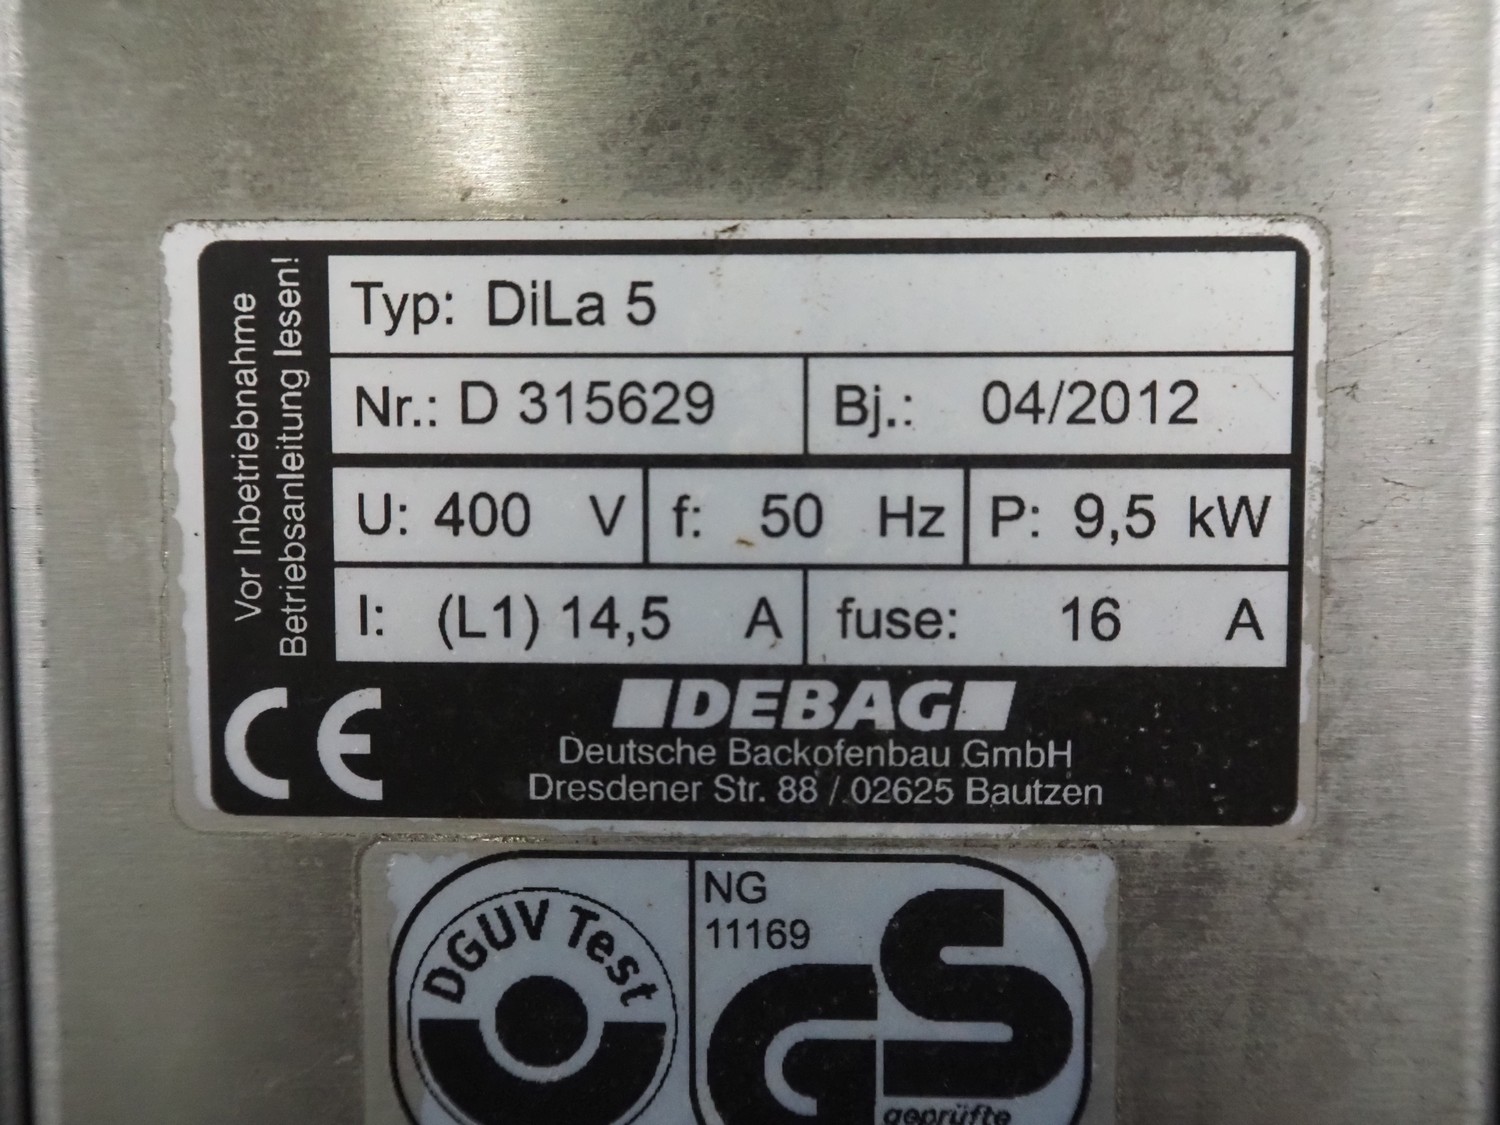 Vor Inbetriebnahme
Betriebsanleitung lesen!
Typ: DiLa 5
Nr.: D 315629 Bj.: 04/2012
U: 400 V f: 50 Hz P: 9,5 kW
I: (L1) 14,5 A fuse: 16 A
CE
DEBAG
Deutsche Backofenbau GmbH
Dresdener Str. 88 / 02625 Bautzen
DGUV Test
NG
11169
GS
geprüfte